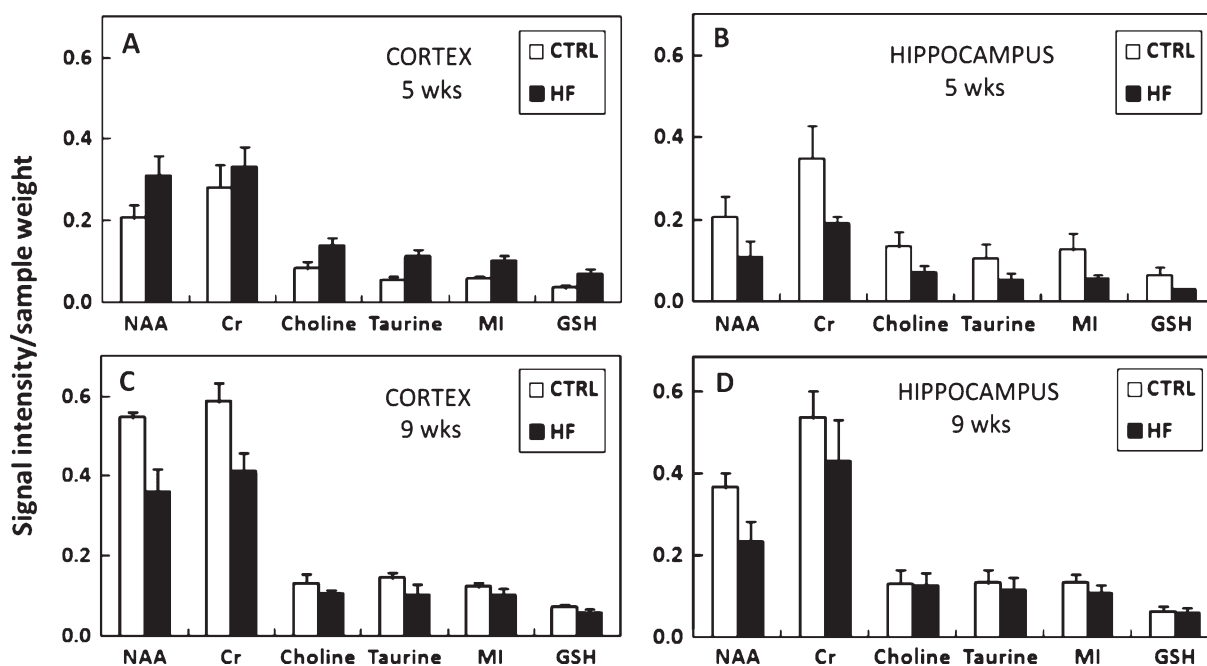 Signal intensity/sample weight
A
CORTEX
5 wks
CTRL
HF
0.6
0.4
0.2
0.0
NAA Cr Choline Taurine MI GSH
B
HIPPOCAMPUS
5 wks
CTRL
HF
0.6
0.4
0.2
0.0
NAA Cr Choline Taurine MI GSH
C
CORTEX
9 wks
CTRL
HF
0.6
0.4
0.2
0.0
NAA Cr Choline Taurine MI GSH
D
HIPPOCAMPUS
9 wks
CTRL
HF
0.6
0.4
0.2
0.0
NAA Cr Choline Taurine MI GSH